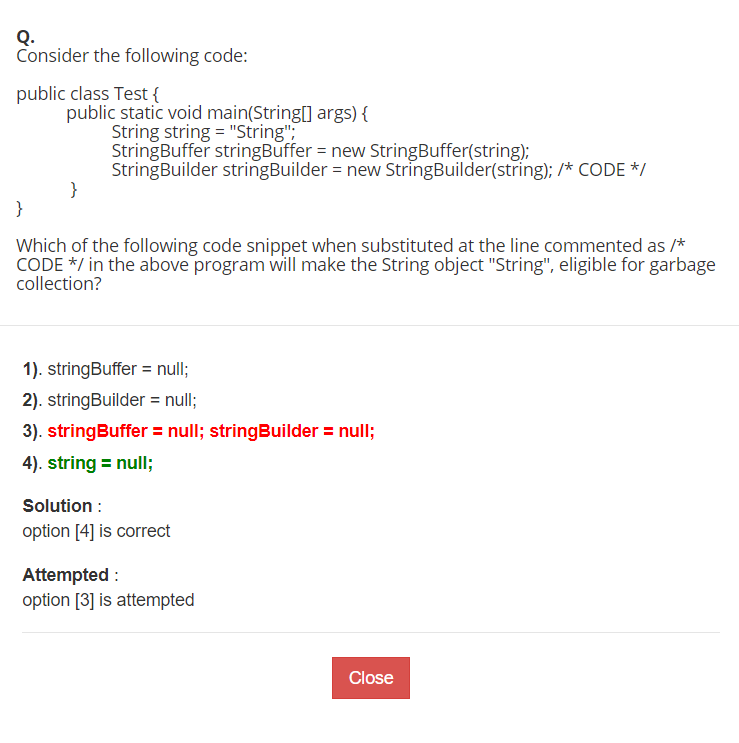 Q.
Consider the following code:
public class Test {
public static void main(String[] args) {
String string = "String";
StringBuffer stringBuffer = new StringBuffer(string);
StringBuilder stringBuilder = new StringBuilder(string); /* CODE */
}
}
Which of the following code snippet when substituted at the line commented as /*
CODE */ in the above program will make the String object "String", eligible for garbage
collection?
1). stringBuffer = null;
2). stringBuilder = null;
3). stringBuffer = null; stringBuilder = null;
4). string = null;
Solution :
option [4] is correct
Attempted :
option [3] is attempted
Close